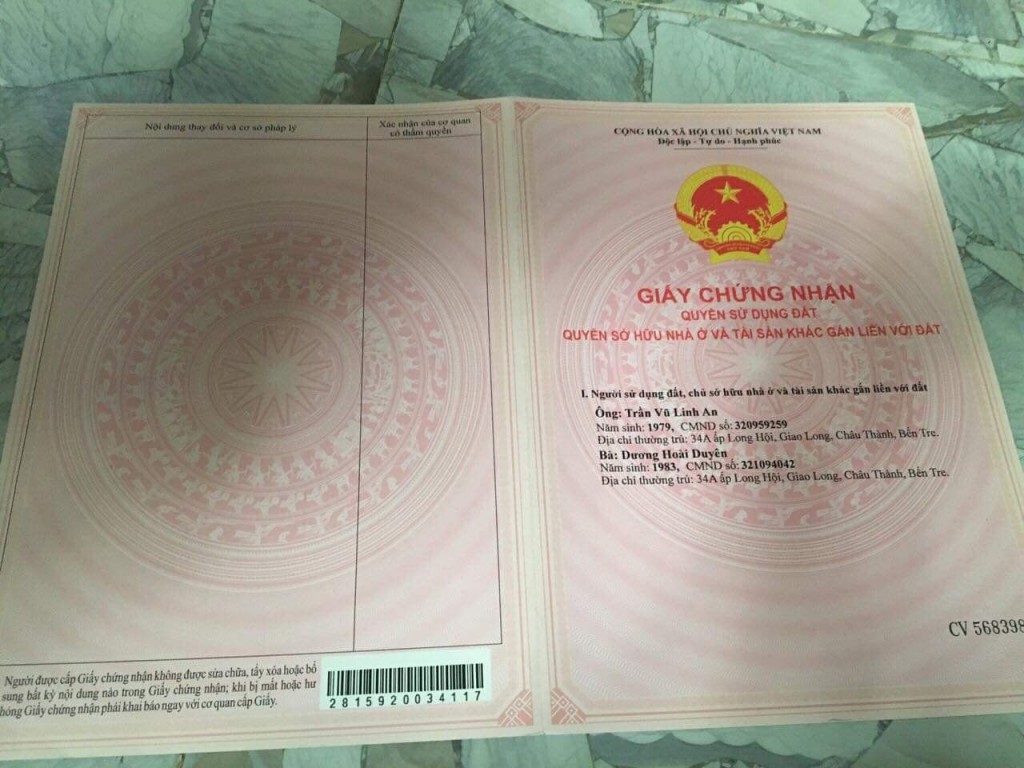 Nội dung thay đổi và cơ sở pháp lý
Xác nhận của cơ quan
có thẩm quyền
Người được cấp Giấy chứng nhận không được sửa chữa, tẩy xóa hoặc bổ
sung bất kỳ nội dung nào trong Giấy chứng nhận; khi bị mất hoặc hư
hỏng Giấy chứng nhận phải khai báo ngay với cơ quan cấp Giấy.
2815920034117
CỘNG HÒA XÃ HỘI CHỦ NGHĨA VIỆT NAM
Độc lập - Tự do - Hạnh phúc
GIẤY CHỨNG NHẬN
QUYỀN SỬ DỤNG ĐẤT
QUYỀN SỞ HỮU NHÀ Ở VÀ TÀI SẢN KHÁC GẮN LIỀN VỚI ĐẤT
I. Người sử dụng đất, chủ sở hữu nhà ở và tài sản khác gắn liền với đất
Ông: Trần Vũ Linh An
Năm sinh: 1979, CMND số: 320959259
Địa chỉ thường trú: 34A ấp Long Hội, Giao Long, Châu Thành, Bến Tre.
Bà: Dương Hoài Duyên
Năm sinh: 1983, CMND số: 321094042
Địa chỉ thường trú: 34A ấp Long Hội, Giao Long, Châu Thành, Bến Tre.
CV 568398